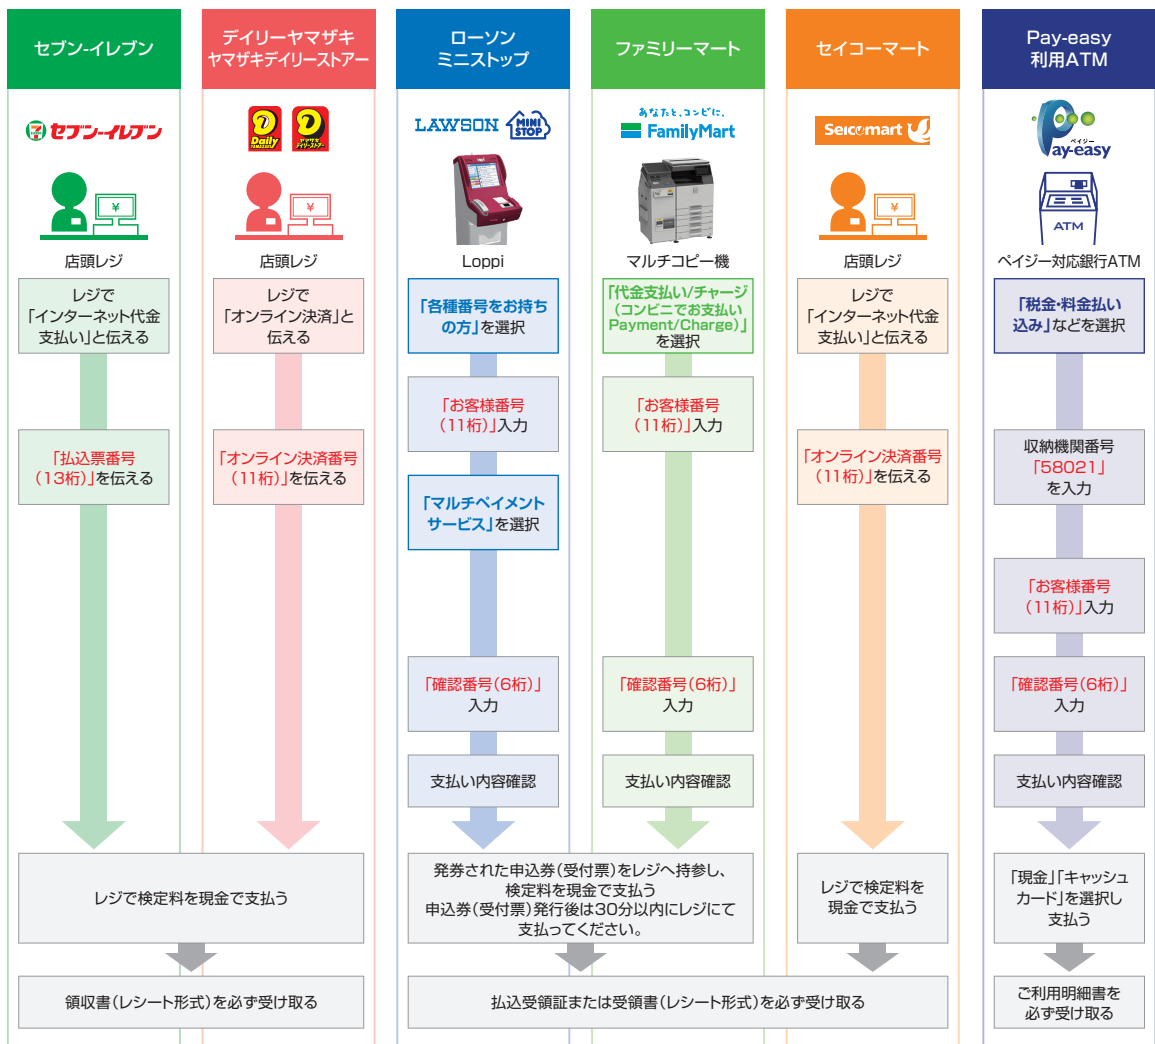 セブン-イレブン
デイリーヤマザキ
ヤマザキデイリーストアー
ローソン
ミニストップ
ファミリーマート
セイコーマート
Pay-easy
利用ATM
セブン-イレブン
Daily
YAMAZAKI
ヤマザキ
デイリーストアー
LAWSON
MINI
STOP
あなたと、コンビに、
FamilyMart
Seicomart
ペイジー
Pay-easy
¥
¥
¥
ATM
店頭レジ
店頭レジ
Loppi
マルチコピー機
店頭レジ
ペイジー対応銀行ATM
レジで
「インターネット代金
支払い」と伝える
レジで
「オンライン決済」と
伝える
「各種番号をお持ち
の方」を選択
「代金支払い/チャージ
(コンビニでお支払い
Payment/Charge)」
を選択
レジで
「インターネット代金
支払い」と伝える
「税金・料金払い
込み」などを選択
「お客様番号
(11桁)」入力
「お客様番号
(11桁)」入力
「払込票番号
(13桁)」を伝える
「オンライン決済番号
(11桁)」を伝える
「マルチペイメント
サービス」を選択
「オンライン決済番号
(11桁)」を伝える
収納機関番号
「58021」
を入力
「お客様番号
(11桁)」入力
「確認番号(6桁)」
入力
「確認番号(6桁)」
入力
「確認番号(6桁)」
入力
支払い内容確認
支払い内容確認
支払い内容確認
レジで検定料を現金で支払う
発券された申込券(受付票)をレジへ持参し、
検定料を現金で支払う
申込券(受付票)発行後は30分以内にレジにて
支払ってください。
レジで検定料を
現金で支払う
「現金」「キャッシュ
カード」を選択し
支払う
領収書(レシート形式)を必ず受け取る
払込受領証または受領書(レシート形式)を必ず受け取る
ご利用明細書を
必ず受け取る